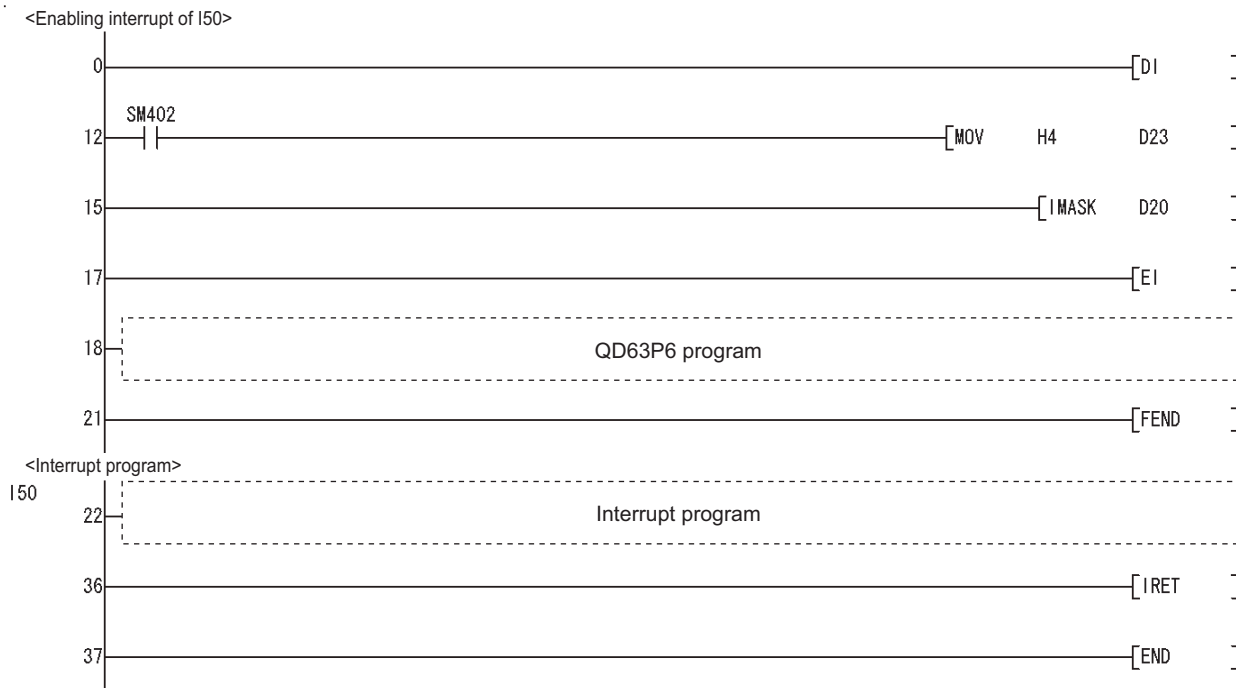 <Enabling interrupt of I50>
0 [DI ]
SM402
12 [MOV H4 D23 ]
15 [IMASK D20 ]
17 [EI ]
18 QD63P6 program
21 [FEND ]
<Interrupt program>
I50
22 Interrupt program
36 [IRET ]
37 [END ]